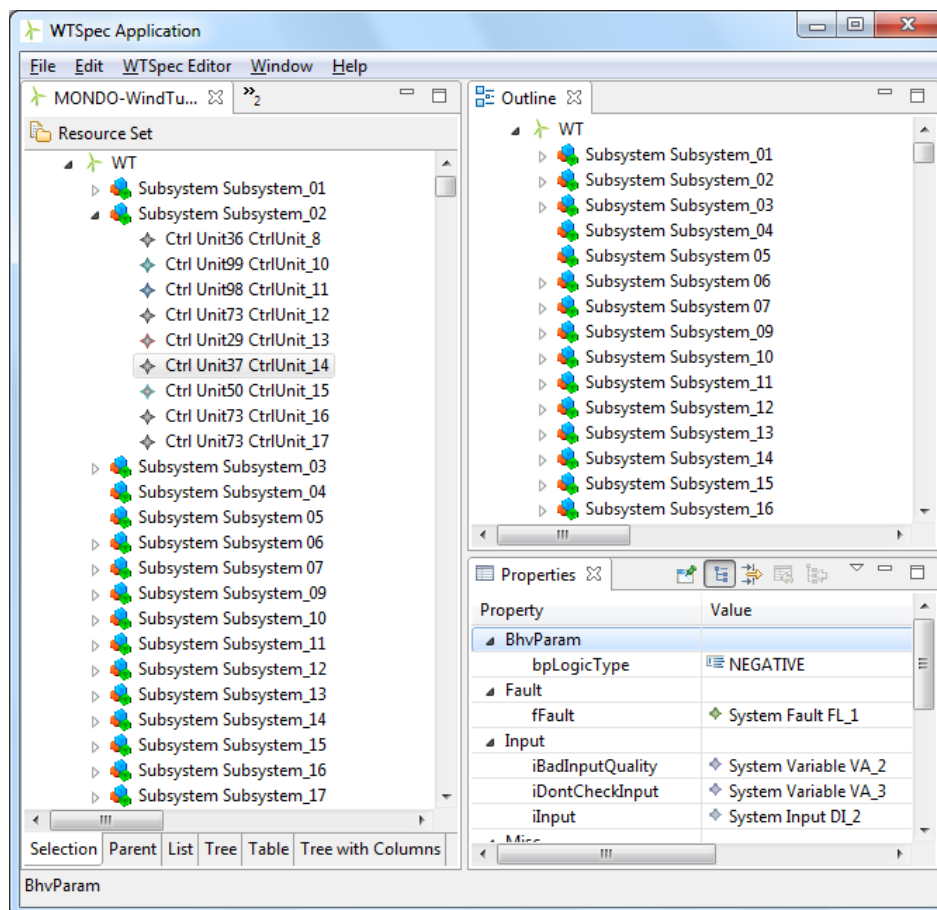 WTSpec Application
File Edit WTSpec Editor Window Help
MONDO-WindTu... »2
Resource Set
WT
Subsystem Subsystem_01
Subsystem Subsystem_02
Ctrl Unit36 CtrlUnit_8
Ctrl Unit99 CtrlUnit_10
Ctrl Unit98 CtrlUnit_11
Ctrl Unit73 CtrlUnit_12
Ctrl Unit29 CtrlUnit_13
Ctrl Unit37 CtrlUnit_14
Ctrl Unit50 CtrlUnit_15
Ctrl Unit73 CtrlUnit_16
Ctrl Unit73 CtrlUnit_17
Subsystem Subsystem_03
Subsystem Subsystem_04
Subsystem Subsystem 05
Subsystem Subsystem 06
Subsystem Subsystem 07
Subsystem Subsystem_09
Subsystem Subsystem_10
Subsystem Subsystem_11
Subsystem Subsystem_12
Subsystem Subsystem_13
Subsystem Subsystem_14
Subsystem Subsystem_15
Subsystem Subsystem_16
Subsystem Subsystem_17
Selection Parent List Tree Table Tree with Columns
BhvParam
Outline
WT
Subsystem Subsystem_01
Subsystem Subsystem_02
Subsystem Subsystem_03
Subsystem Subsystem_04
Subsystem Subsystem 05
Subsystem Subsystem 06
Subsystem Subsystem 07
Subsystem Subsystem_09
Subsystem Subsystem_10
Subsystem Subsystem_11
Subsystem Subsystem_12
Subsystem Subsystem_13
Subsystem Subsystem_14
Subsystem Subsystem_15
Subsystem Subsystem_16
Properties
Property Value
BhvParam
bpLogicType NEGATIVE
Fault
fFault System Fault FL_1
Input
iBadInputQuality System Variable VA_2
iDontCheckInput System Variable VA_3
iInput System Input DI_2
Misc